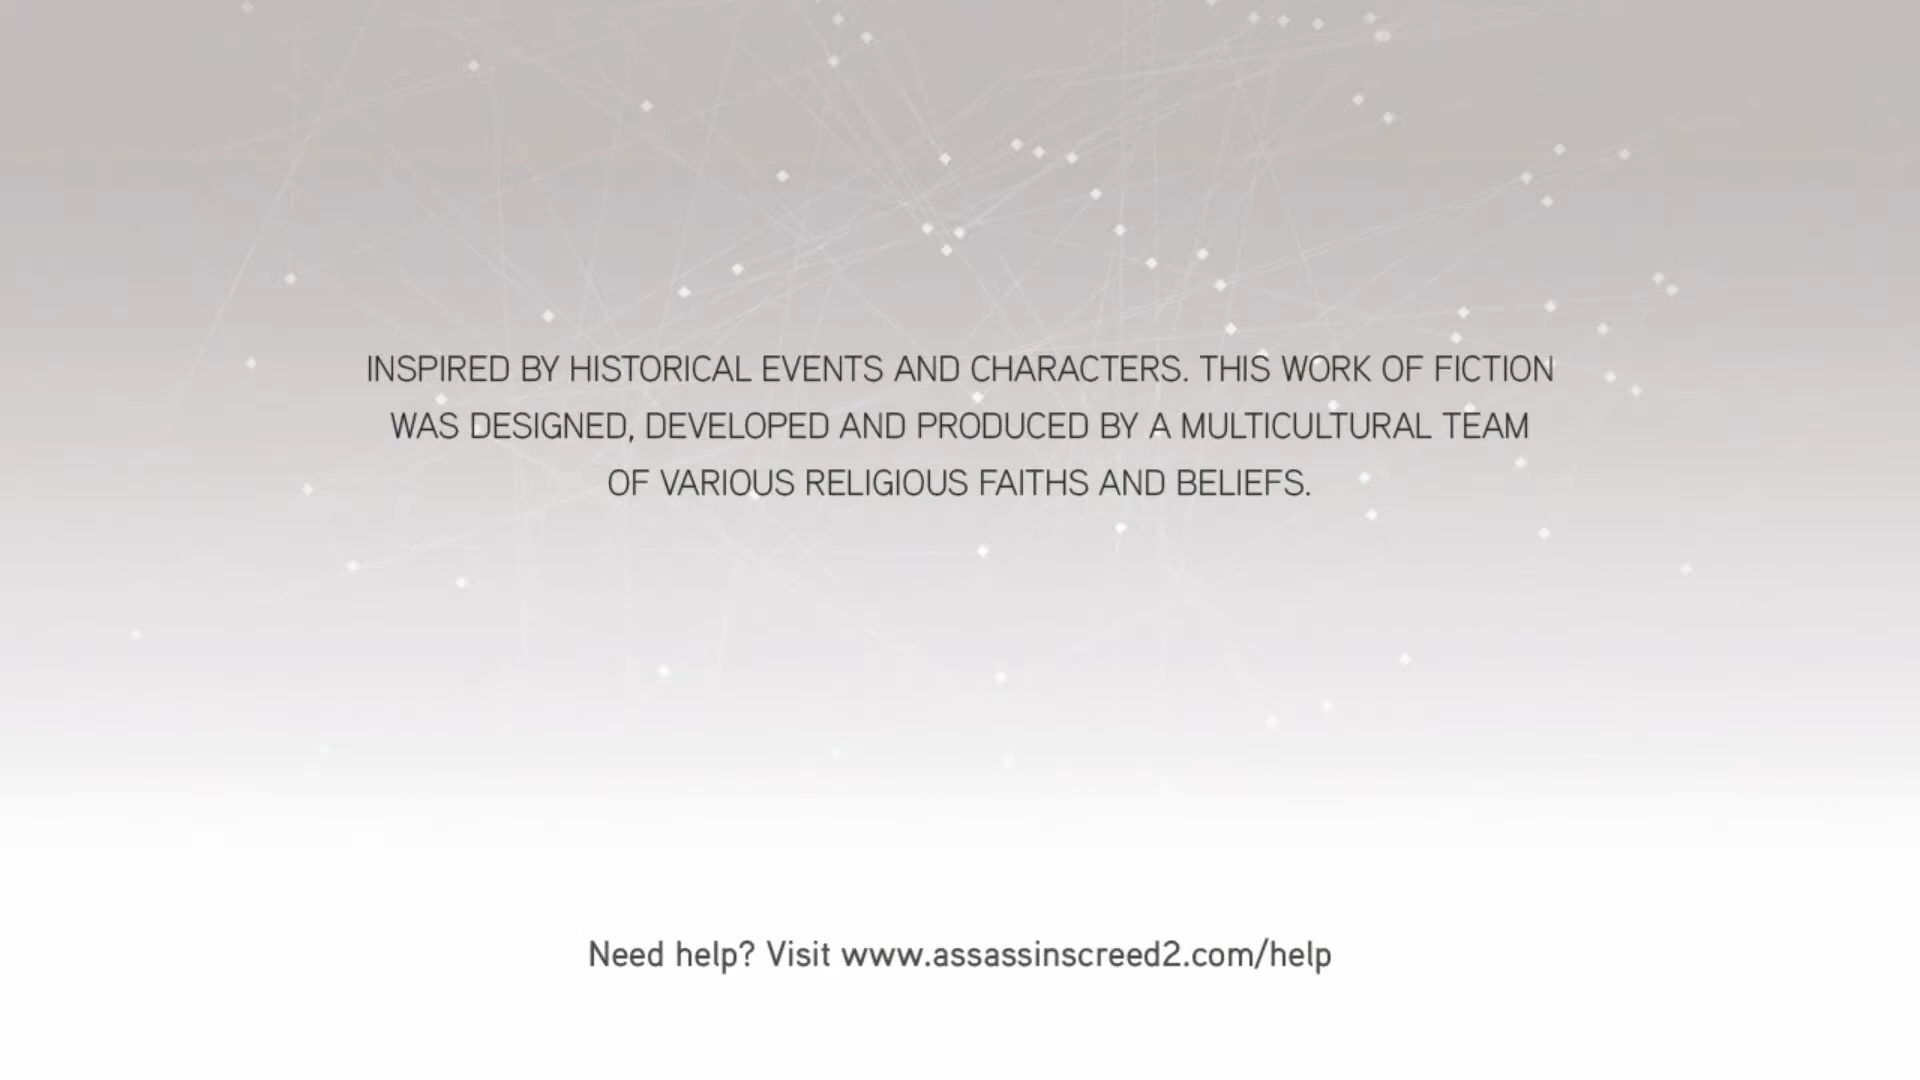 INSPIRED BY HISTORICAL EVENTS AND CHARACTERS. THIS WORK OF FICTION
WAS DESIGNED, DEVELOPED AND PRODUCED BY A MULTICULTURAL TEAM
OF VARIOUS RELIGIOUS FAITHS AND BELIEFS.
Need help? Visit www.assassinscreed2.com/help